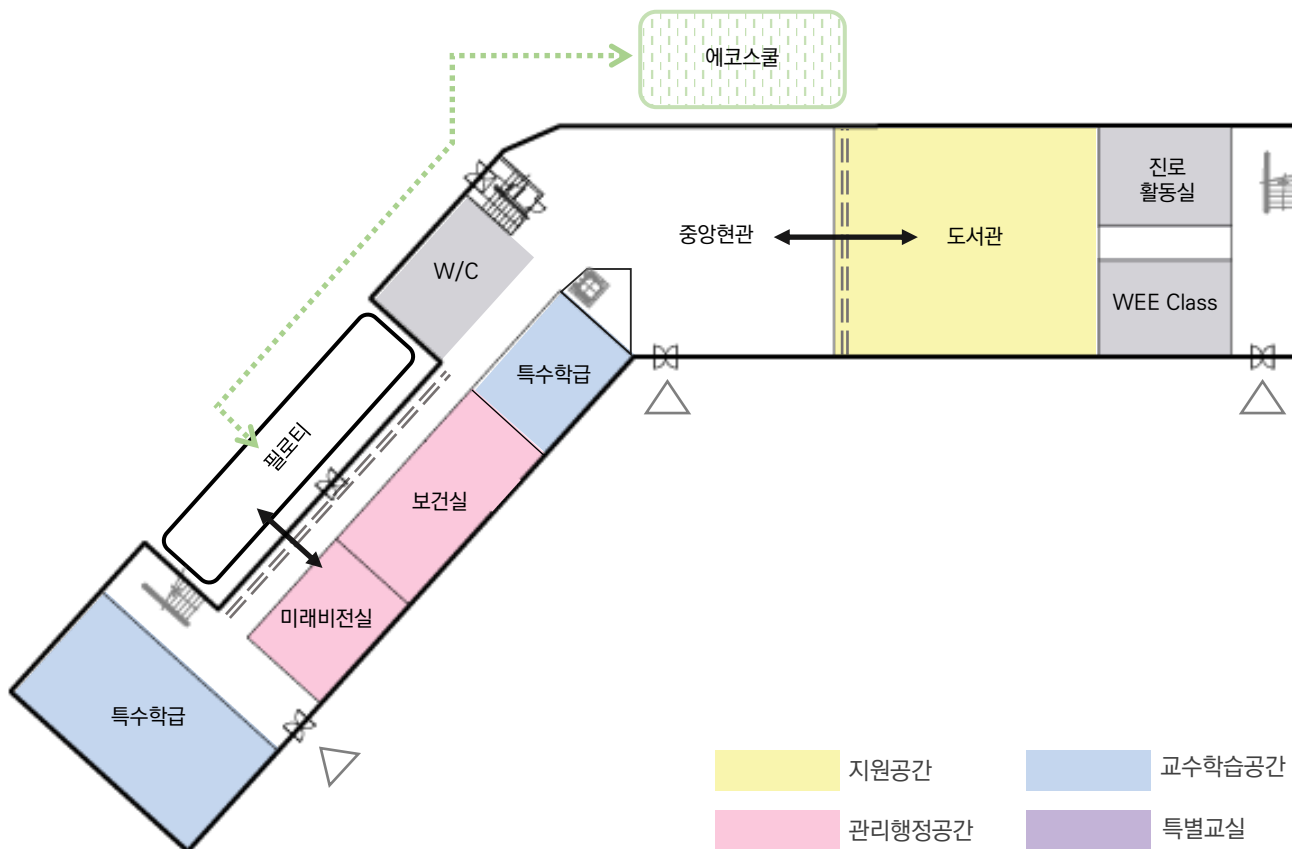 에코스쿨
진로
활동실
중앙현관
도서관
W/C
WEE Class
특수학급
필로티
보건실
미래비전실
특수학급
지원공간
교수학습공간
관리행정공간
특별교실